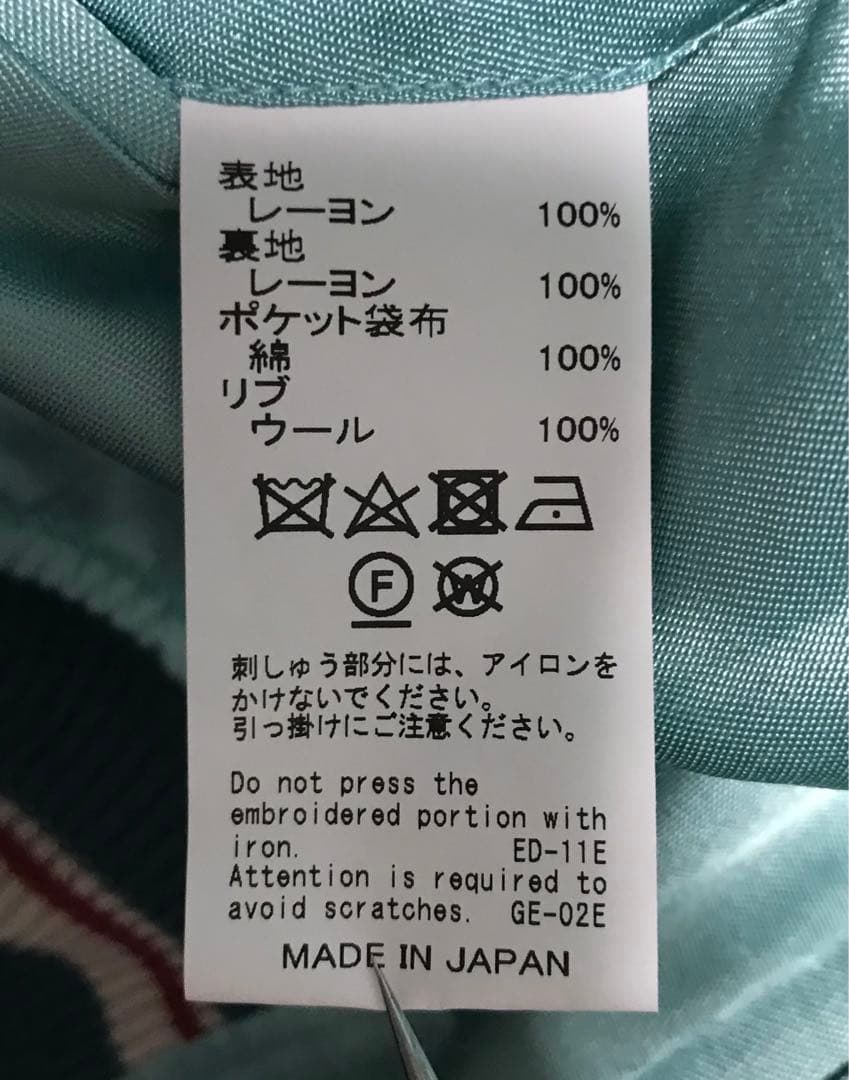 表地
レーヨン 100%
裏地
レーヨン 100%
ポケット袋布
綿 100%
リブ
ウール 100%
F W
刺しゅう部分には、アイロンを
かけないでください。
引っ掛けにご注意ください。
Do not press the
embroidered portion with
iron. ED-11E
Attention is required to
avoid scratches. GE-02E
MADE IN JAPAN